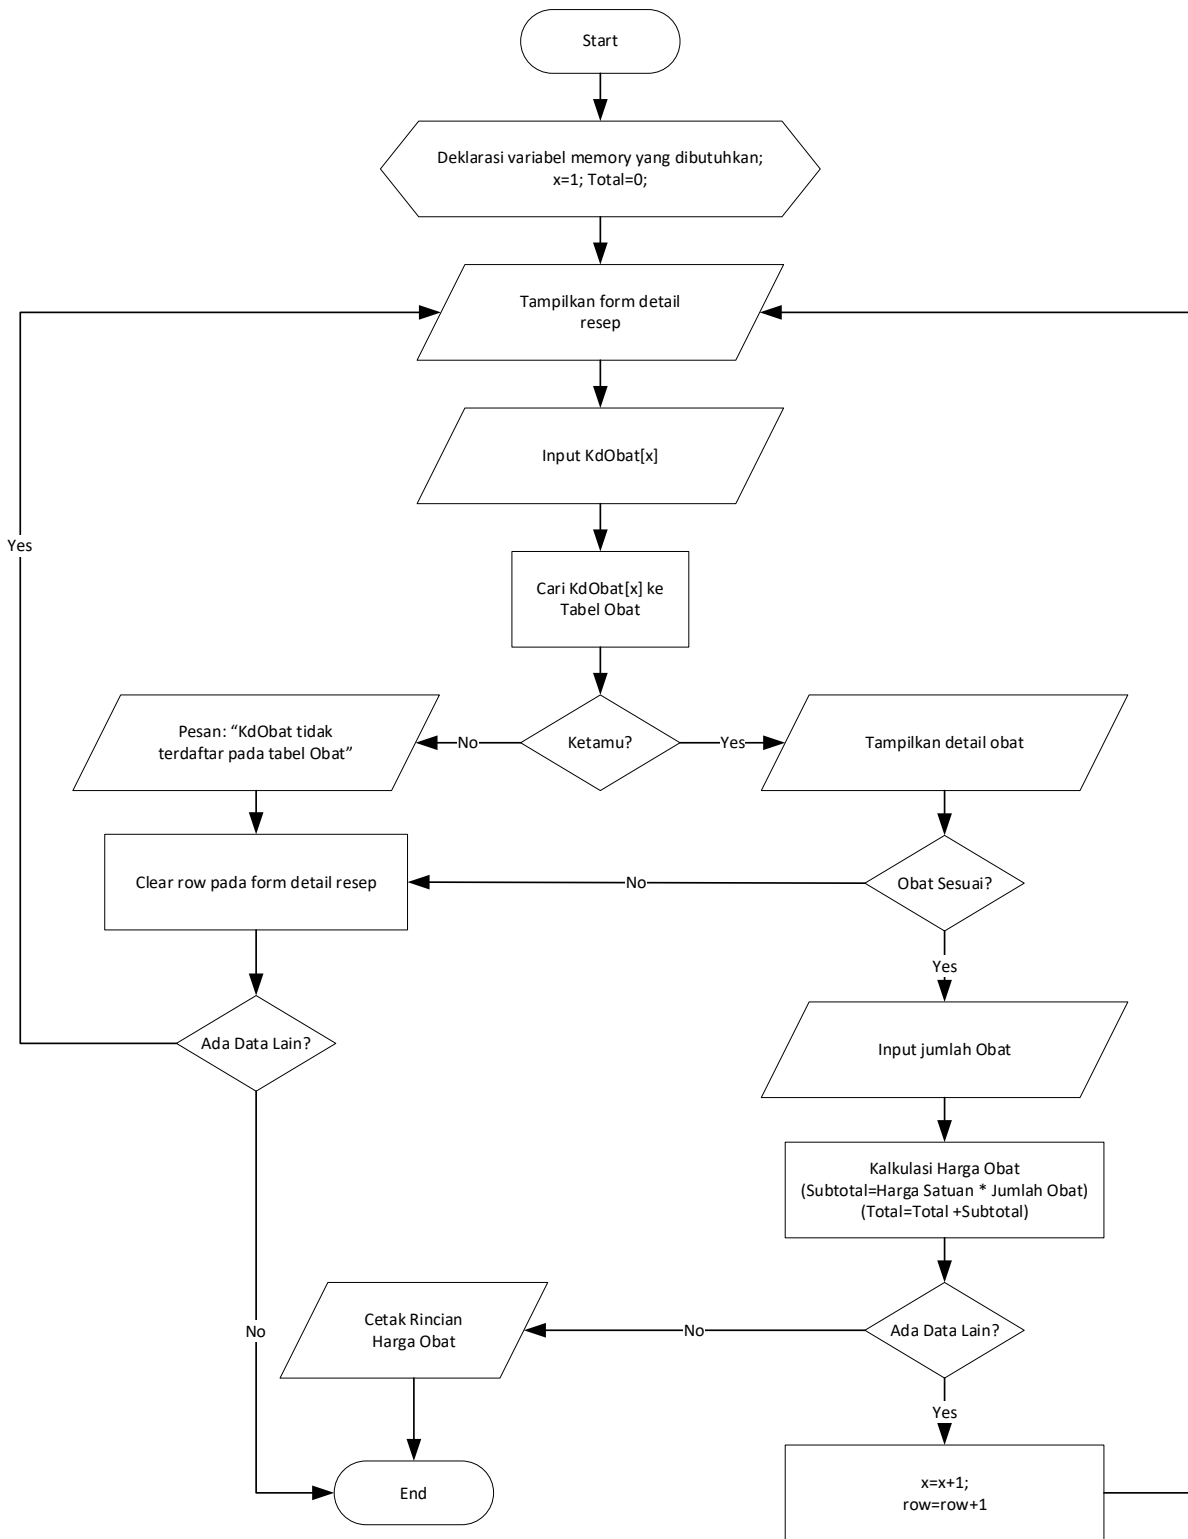 Start
Deklarasi variabel memory yang dibutuhkan;
x=1; Total=0;
Tampilkan form detail
resep
Input KdObat[x]
Yes
Cari KdObat[x] ke
Tabel Obat
Pesan: “KdObat tidak
terdaftar pada tabel Obat”
No
Ketamu?
Yes
Tampilkan detail obat
Clear row pada form detail resep
No
Obat Sesuai?
Yes
Ada Data Lain?
Input jumlah Obat
Kalkulasi Harga Obat
(Subtotal=Harga Satuan * Jumlah Obat)
(Total=Total +Subtotal)
No
Cetak Rincian
Harga Obat
No
Ada Data Lain?
Yes
End
x=x+1;
row=row+1